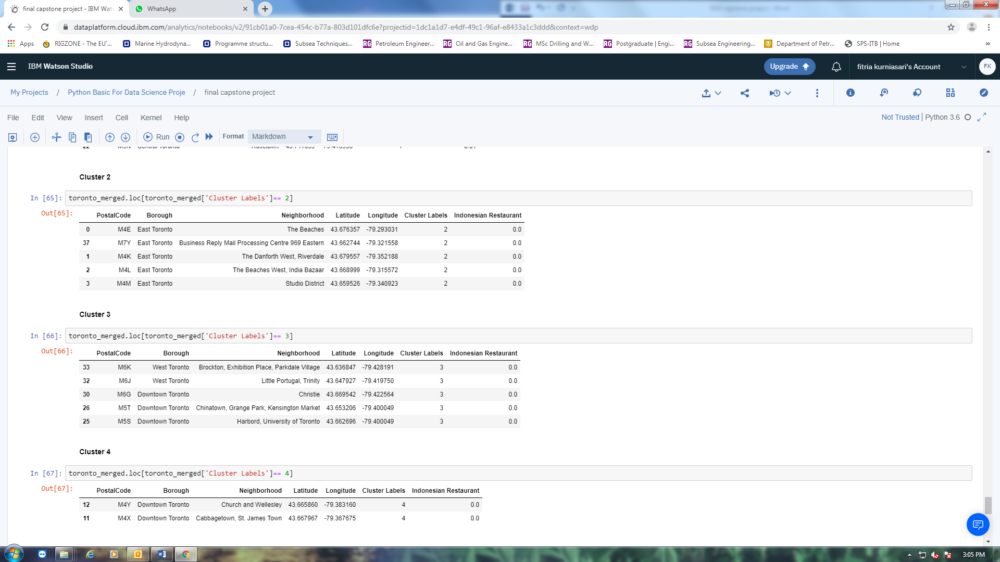 final capstone project - IBM Wats
WhatsApp
dataplatform.cloud.ibm.com/analytics/notebooks/v2/91cb01a0-7cea-454c-b77a-803d101dfc6e?projectid=1dc1a1d7-e4df-49c1-96af-e8433a1c3ddd&context=wdp
Apps RIGZONE - The EU'... Marine Hydrodyna... Programme structu... Subsea Techniques... Petroleum Engineer... Oil and Gas Engine... MSc Drilling and W... Postgraduate | Engi... Subsea Engineering... Department of Petr... SPS-ITB | Home »
IBM Watson Studio Upgrade fitria kurniasari's Account FK
My Projects / Python Basic For Data Science Proje / final capstone project
File Edit View Insert Cell Kernel Help Not Trusted | Python 3.6
Run Format Markdown
Cluster 2
In [65]: toronto_merged.loc[toronto_merged['Cluster Labels']== 2]
Out[65]:
PostalCode Borough Neighborhood Latitude Longitude Cluster Labels Indonesian Restaurant
0 M4E East Toronto The Beaches 43.676357 -79.293031 2 0.0
37 M7Y East Toronto Business Reply Mail Processing Centre 969 Eastern 43.662744 -79.321558 2 0.0
1 M4K East Toronto The Danforth West, Riverdale 43.679557 -79.352188 2 0.0
2 M4L East Toronto The Beaches West, India Bazaar 43.668999 -79.315572 2 0.0
3 M4M East Toronto Studio District 43.659526 -79.340923 2 0.0
Cluster 3
In [66]: toronto_merged.loc[toronto_merged['Cluster Labels']== 3]
Out[66]:
PostalCode Borough Neighborhood Latitude Longitude Cluster Labels Indonesian Restaurant
33 M6K West Toronto Brockton, Exhibition Place, Parkdale Village 43.636847 -79.428191 3 0.0
32 M6J West Toronto Little Portugal, Trinity 43.647927 -79.419750 3 0.0
30 M6G Downtown Toronto Christie 43.669542 -79.422564 3 0.0
26 M5T Downtown Toronto Chinatown, Grange Park, Kensington Market 43.653206 -79.400049 3 0.0
25 M5S Downtown Toronto Harbord, University of Toronto 43.662696 -79.400049 3 0.0
Cluster 4
In [67]: toronto_merged.loc[toronto_merged['Cluster Labels']== 4]
Out[67]:
PostalCode Borough Neighborhood Latitude Longitude Cluster Labels Indonesian Restaurant
12 M4Y Downtown Toronto Church and Wellesley 43.665860 -79.383160 4 0.0
11 M4X Downtown Toronto Cabbagetown, St. James Town 43.667967 -79.367675 4 0.0
3:05 PM